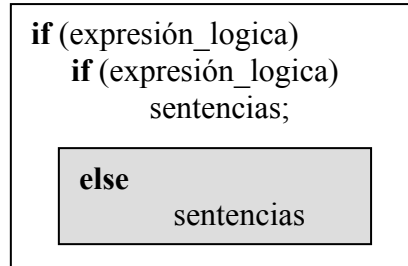 if (expresión_logica)
if (expresión_logica)
sentencias;
else
sentencias